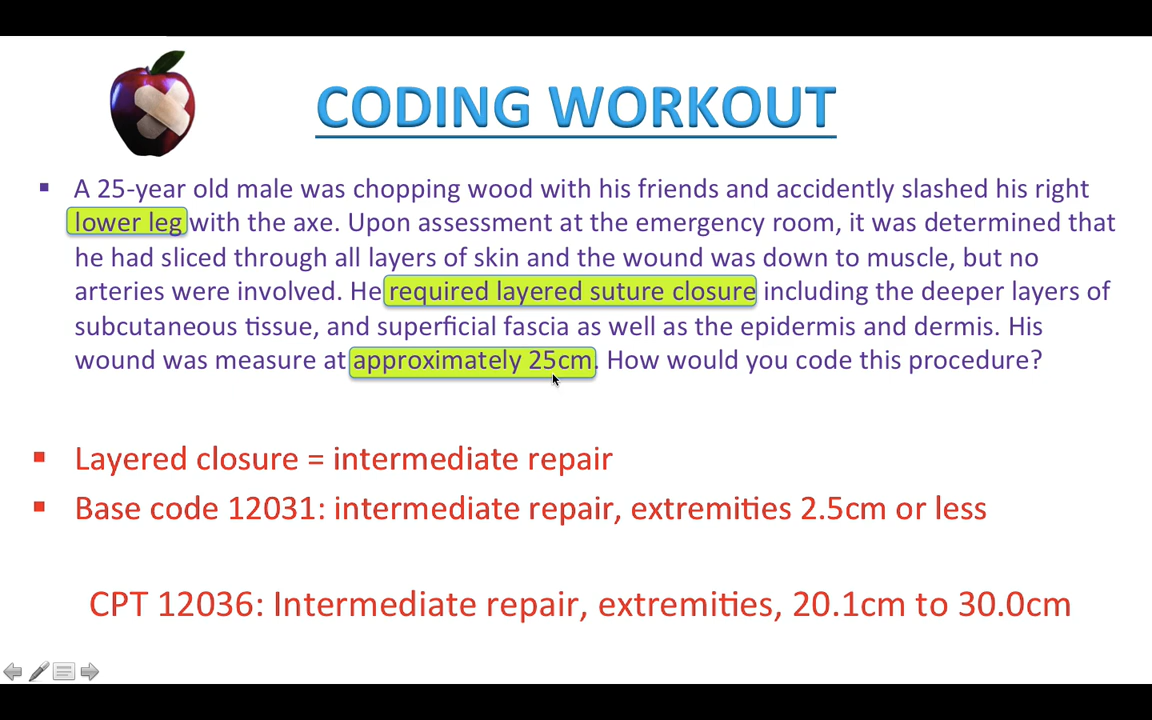 CODING WORKOUT
▪ A 25-year old male was chopping wood with his friends and accidently slashed his right
lower leg with the axe. Upon assessment at the emergency room, it was determined that
he had sliced through all layers of skin and the wound was down to muscle, but no
arteries were involved. He required layered suture closure including the deeper layers of
subcutaneous tissue, and superficial fascia as well as the epidermis and dermis. His
wound was measure at approximately 25cm. How would you code this procedure?
▪ Layered closure = intermediate repair
▪ Base code 12031: intermediate repair, extremities 2.5cm or less
CPT 12036: Intermediate repair, extremities, 20.1cm to 30.0cm